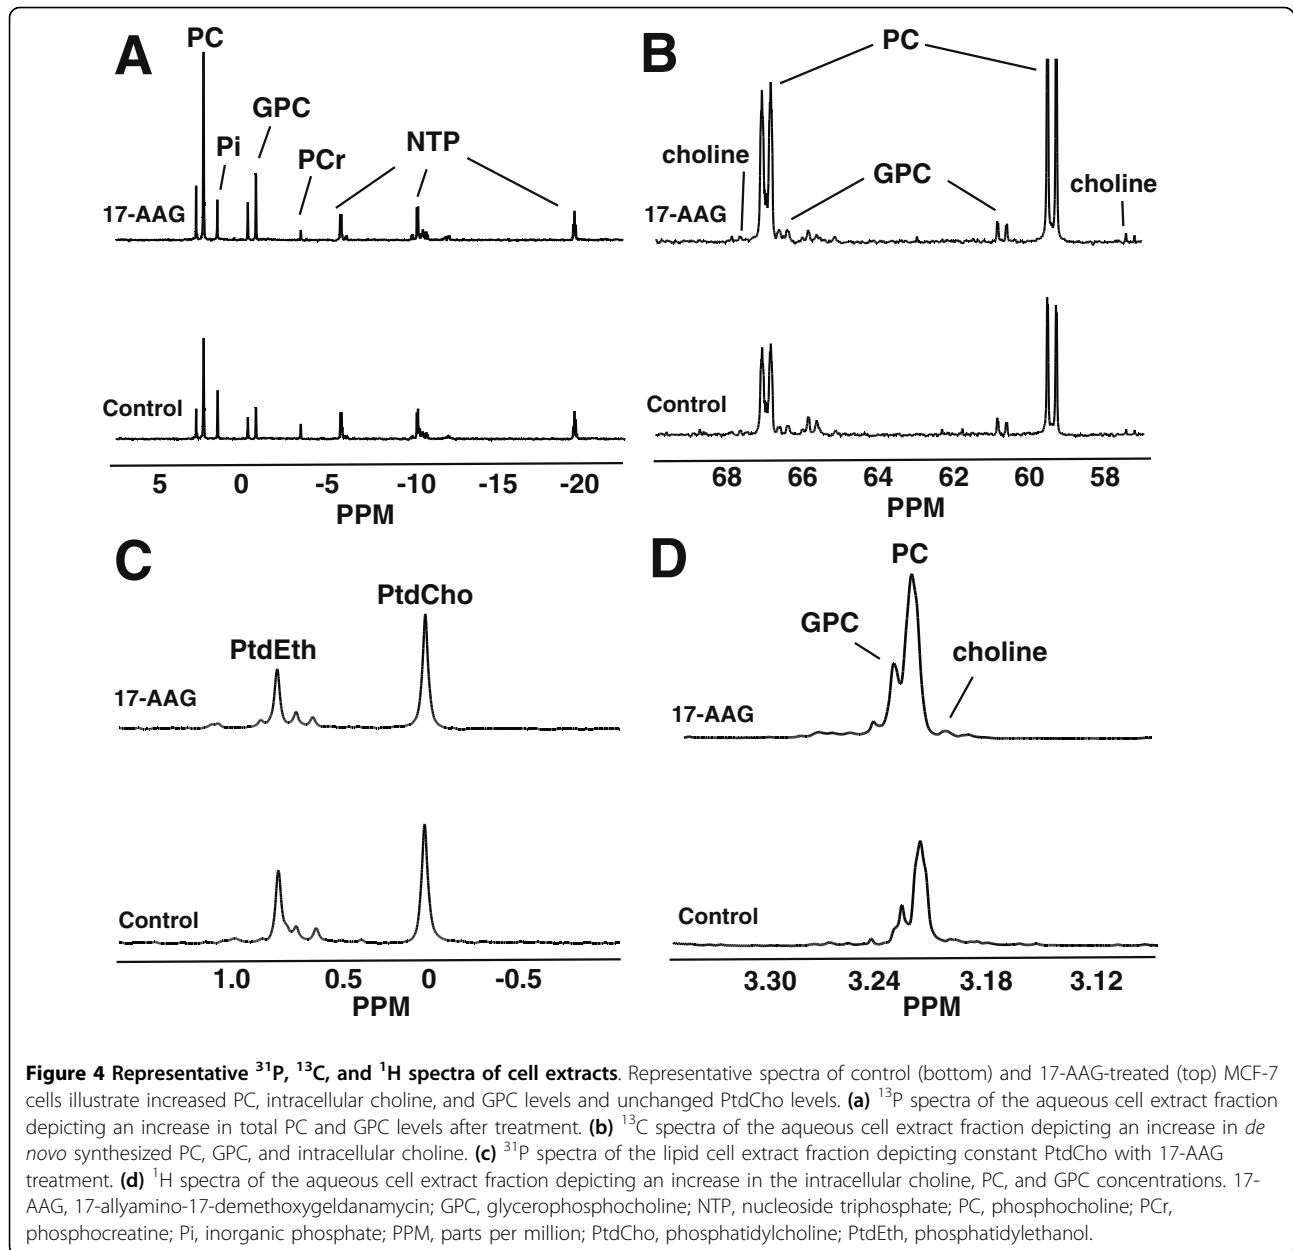 A
PC
GPC
Pi
PCr
NTP
17-AAG
Control
5 0 -5 -10 -15 -20
PPM
B
PC
choline
GPC
choline
17-AAG
Control
68 66 64 62 60 58
PPM
C
PtdCho
PtdEth
17-AAG
Control
1.0 0.5 0 -0.5
PPM
D
PC
GPC
choline
17-AAG
Control
3.30 3.24 3.18 3.12
PPM
Figure 4 Representative ³¹P, ¹³C, and ¹H spectra of cell extracts. Representative spectra of control (bottom) and 17-AAG-treated (top) MCF-7
cells illustrate increased PC, intracellular choline, and GPC levels and unchanged PtdCho levels. (a) ¹³P spectra of the aqueous cell extract fraction
depicting an increase in total PC and GPC levels after treatment. (b) ¹³C spectra of the aqueous cell extract fraction depicting an increase in de
novo synthesized PC, GPC, and intracellular choline. (c) ³¹P spectra of the lipid cell extract fraction depicting constant PtdCho with 17-AAG
treatment. (d) ¹H spectra of the aqueous cell extract fraction depicting an increase in the intracellular choline, PC, and GPC concentrations. 17-
AAG, 17-allyamino-17-demethoxygeldanamycin; GPC, glycerophosphocholine; NTP, nucleoside triphosphate; PC, phosphocholine; PCr,
phosphocreatine; Pi, inorganic phosphate; PPM, parts per million; PtdCho, phosphatidylcholine; PtdEth, phosphatidylethanol.